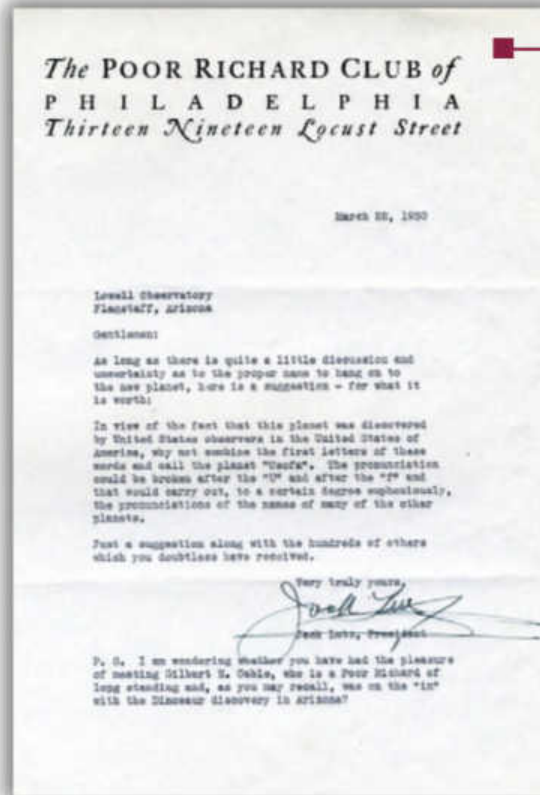 The POOR RICHARD CLUB of
PHILADELPHIA
Thirteen Nineteen Locust Street
March 22, 1930
Lowell Observatory
Flagstaff, Arizona
Gentlemen:
As long as there is quite a little discussion and
uncertainty as to the proper name to hang on to
the new planet, here is a suggestion - for what it
is worth:
In view of the fact that this planet was discovered
by United States observers in the United States of
America, why not combine the first letters of these
words and call the planet "Usofa". The pronunciation
could be broken after the "U" and after the "f" and
that would carry out, to a certain degree euphoniously,
the pronunciations of the names of many of the other
planets.
Just a suggestion along with the hundreds of others
which you doubtless have received.
Very truly yours,
Jack Lutz, President
P. S. I am wondering whether you have had the pleasure
of meeting Gilbert E. Gable, who is a Poor Richard of
long standing and, as you may recall, was on the "in"
with the Dinosaur discovery in Arizona?